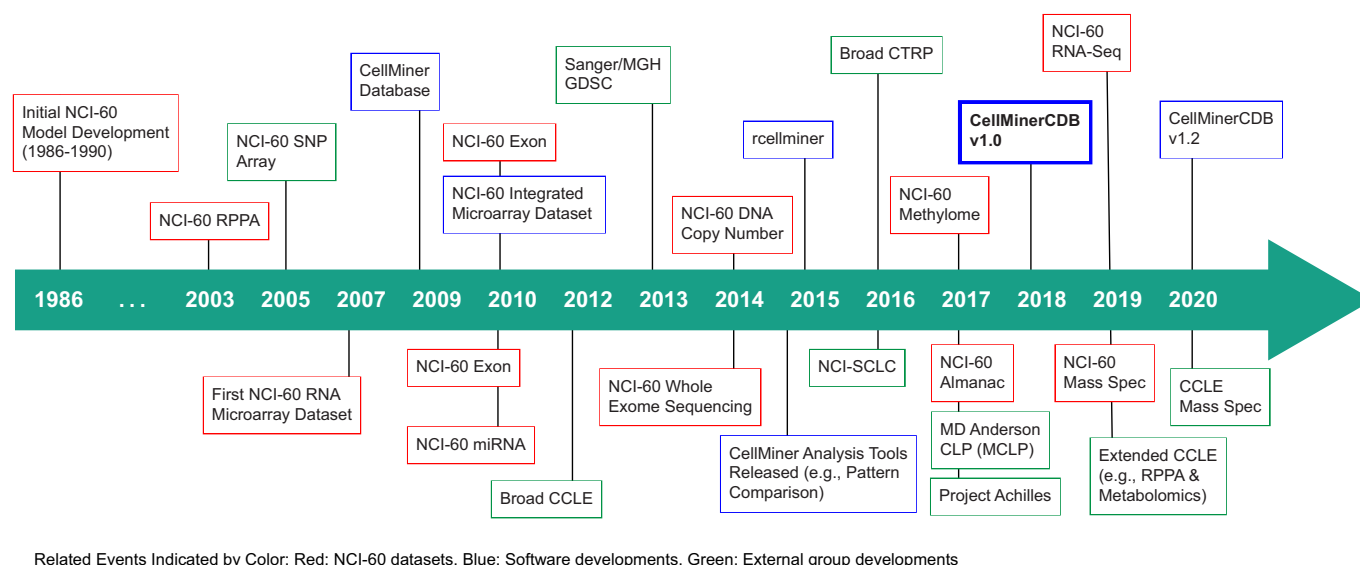 Initial NCI-60
Model Development
(1986-1990)
NCI-60 RPPA
NCI-60 SNP
Array
CellMiner
Database
NCI-60 Exon
NCI-60 Integrated
Microarray Dataset
Sanger/MGH
GDSC
NCI-60 DNA
Copy Number
rcellminer
Broad CTRP
NCI-60
Methylome
CellMinerCDB
v1.0
NCI-60
RNA-Seq
CellMinerCDB
v1.2
1986 ... 2003 2005 2007 2009 2010 2012 2013 2014 2015 2016 2017 2018 2019 2020
First NCI-60 RNA
Microarray Dataset
NCI-60 Exon
NCI-60 miRNA
Broad CCLE
NCI-60 Whole
Exome Sequencing
CellMiner Analysis Tools
Released (e.g., Pattern
Comparison)
NCI-SCLC
NCI-60
Almanac
MD Anderson
CLP (MCLP)
Project Achilles
NCI-60
Mass Spec
Extended CCLE
(e.g., RPPA &
Metabolomics)
CCLE
Mass Spec
Related Events Indicated by Color: Red: NCI-60 datasets, Blue: Software developments, Green: External group developments